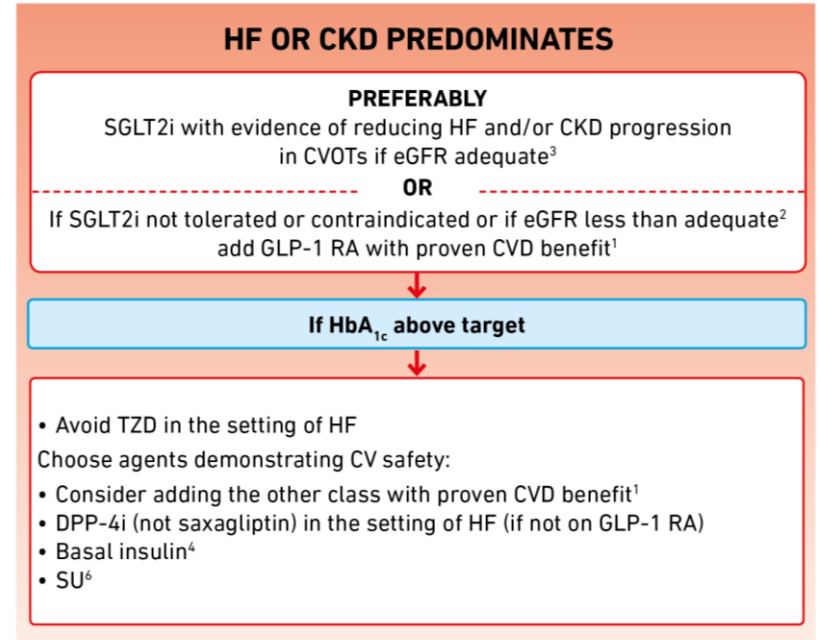 HF OR CKD PREDOMINATES
PREFERABLY
SGLT2i with evidence of reducing HF and/or CKD progression
in CVOTs if eGFR adequate³
OR
If SGLT2i not tolerated or contraindicated or if eGFR less than adequate²
add GLP-1 RA with proven CVD benefit¹
If HbA₁c above target
• Avoid TZD in the setting of HF
Choose agents demonstrating CV safety:
• Consider adding the other class with proven CVD benefit¹
• DPP-4i (not saxagliptin) in the setting of HF (if not on GLP-1 RA)
• Basal insulin⁴
• SU⁶